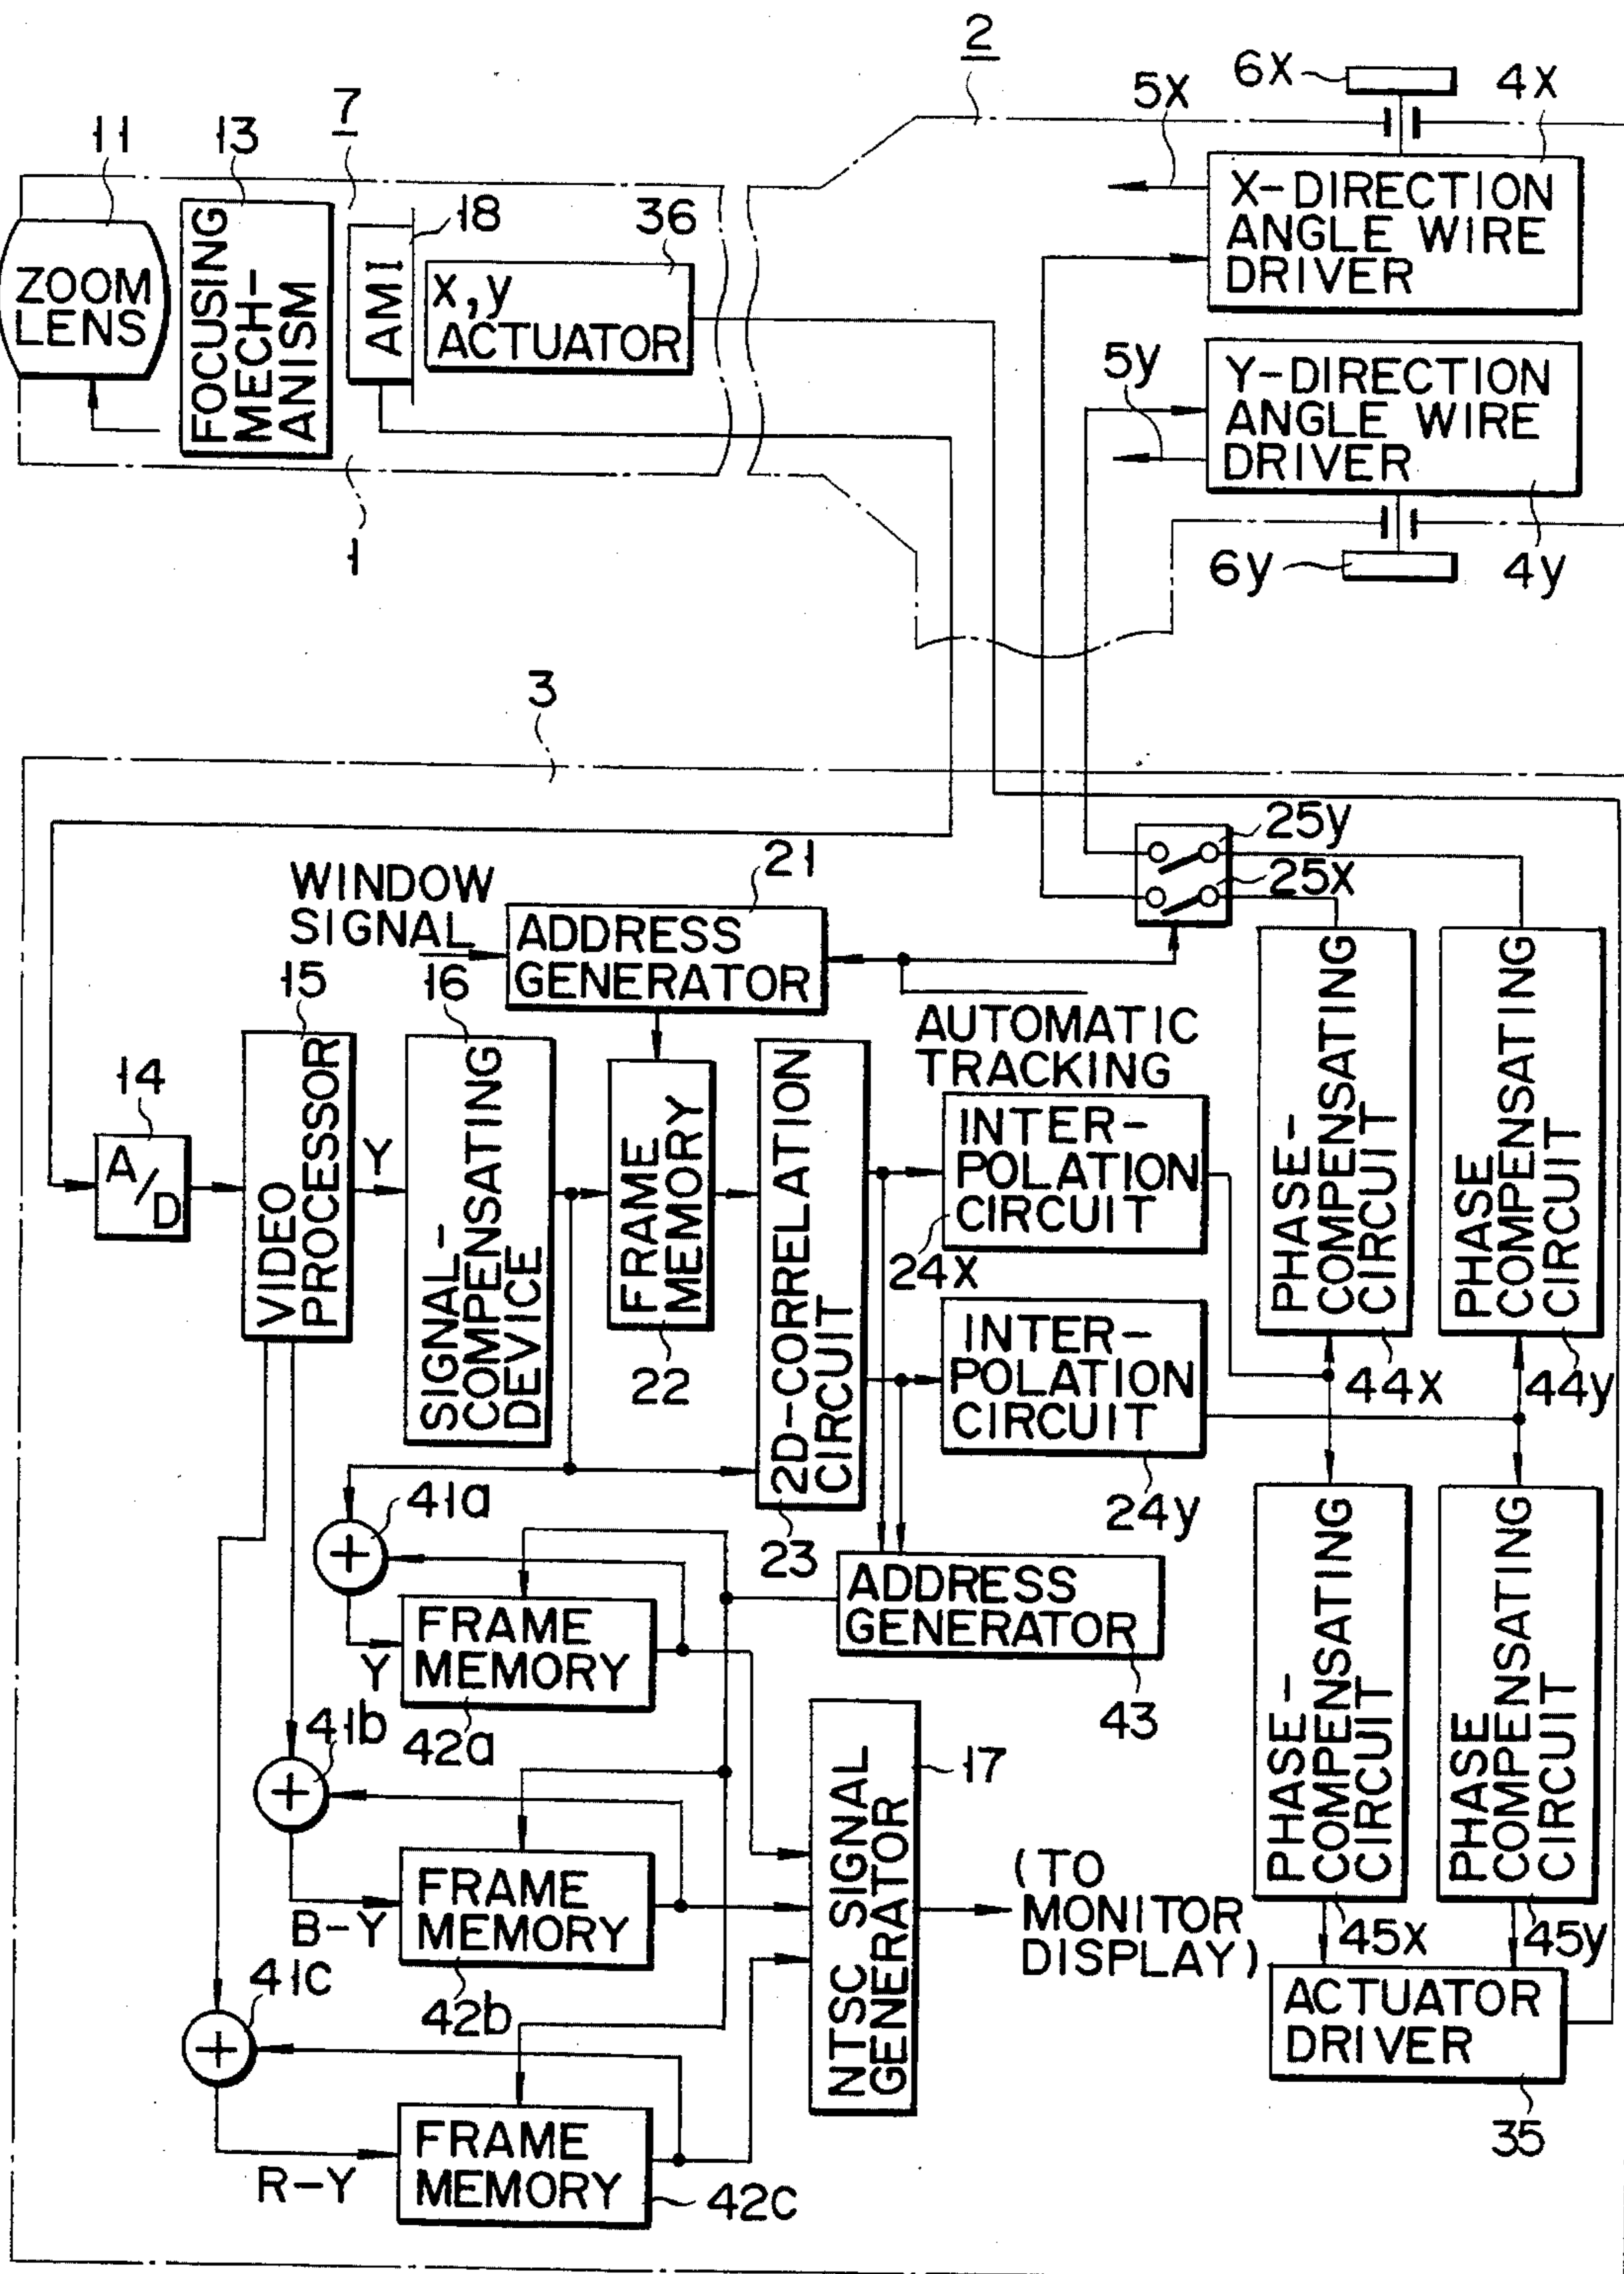 2
6x
4x
5x
11
13
7
18
36
X-DIRECTION
ANGLE WIRE
DRIVER
ZOOM
LENS
FOCUSING
MECH-
ANISM
AMI
x,y
ACTUATOR
5y
Y-DIRECTION
ANGLE WIRE
DRIVER
1
6y
4y
3
25y
25x
WINDOW
SIGNAL
21
ADDRESS
GENERATOR
15
16
14
A/D
VIDEO
PROCESSOR
Y
SIGNAL-
COMPENSATING
DEVICE
FRAME
MEMORY
22
2D-CORRELATION
CIRCUIT
23
AUTOMATIC
TRACKING
INTER-
POLATION
CIRCUIT
24x
INTER-
POLATION
CIRCUIT
24y
PHASE-
COMPENSATING
CIRCUIT
44x
PHASE
COMPENSATING
CIRCUIT
44y
41a
+
Y
FRAME
MEMORY
42a
ADDRESS
GENERATOR
43
41b
+
B-Y
FRAME
MEMORY
42b
41c
+
R-Y
FRAME
MEMORY
42c
NTSC SIGNAL
GENERATOR
17
(TO
MONITOR
DISPLAY)
PHASE-
COMPENSATING
CIRCUIT
45x
PHASE
COMPENSATING
CIRCUIT
45y
ACTUATOR
DRIVER
35